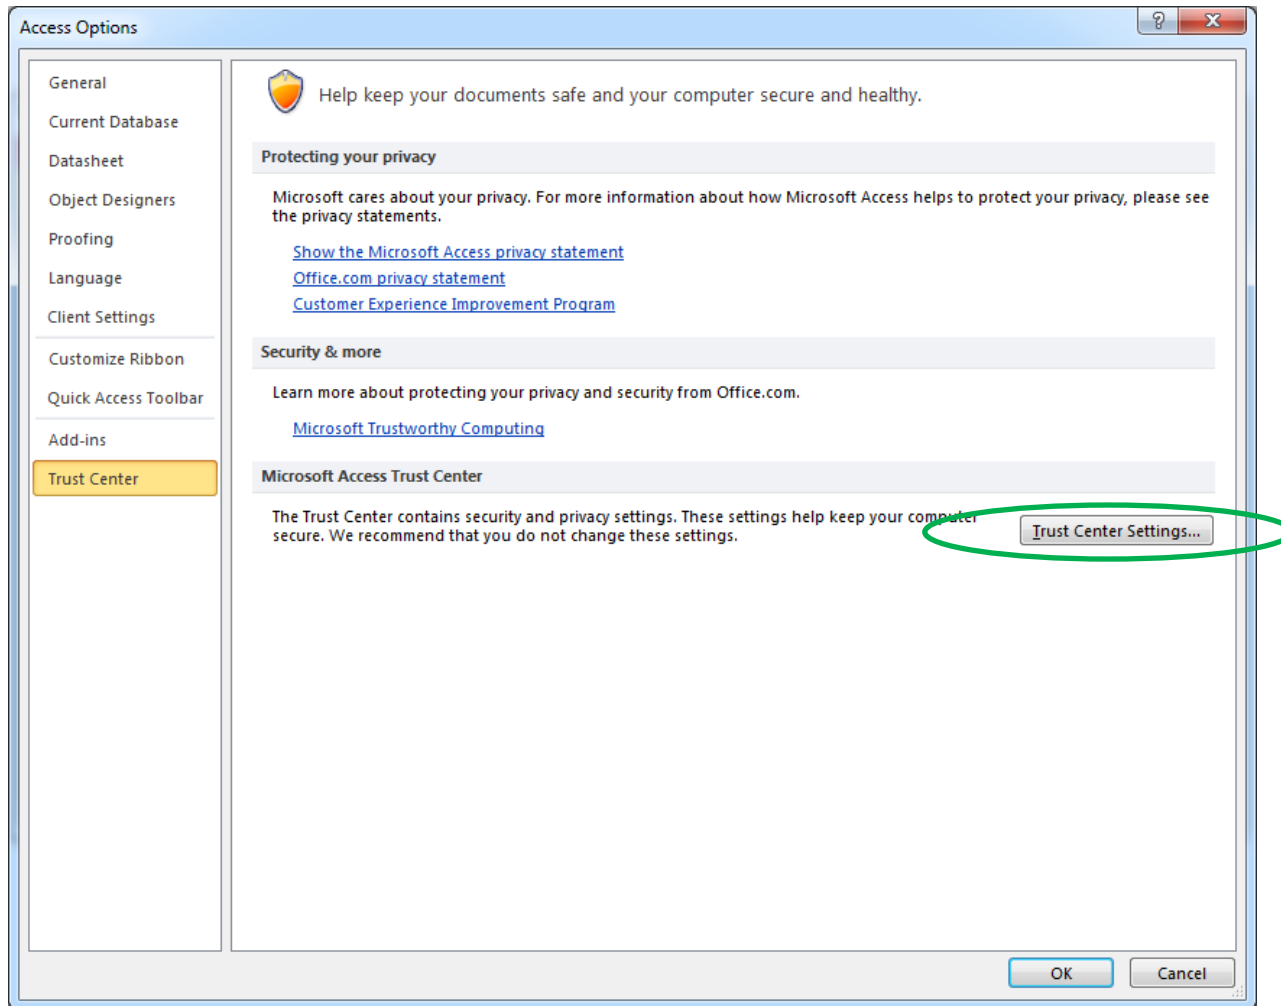 Access Options
General
Current Database
Datasheet
Object Designers
Proofing
Language
Client Settings
Customize Ribbon
Quick Access Toolbar
Add-ins
Trust Center
Help keep your documents safe and your computer secure and healthy.
Protecting your privacy
Microsoft cares about your privacy. For more information about how Microsoft Access helps to protect your privacy, please see
the privacy statements.
Show the Microsoft Access privacy statement
Office.com privacy statement
Customer Experience Improvement Program
Security & more
Learn more about protecting your privacy and security from Office.com.
Microsoft Trustworthy Computing
Microsoft Access Trust Center
The Trust Center contains security and privacy settings. These settings help keep your computer
secure. We recommend that you do not change these settings.
Trust Center Settings...
OK
Cancel